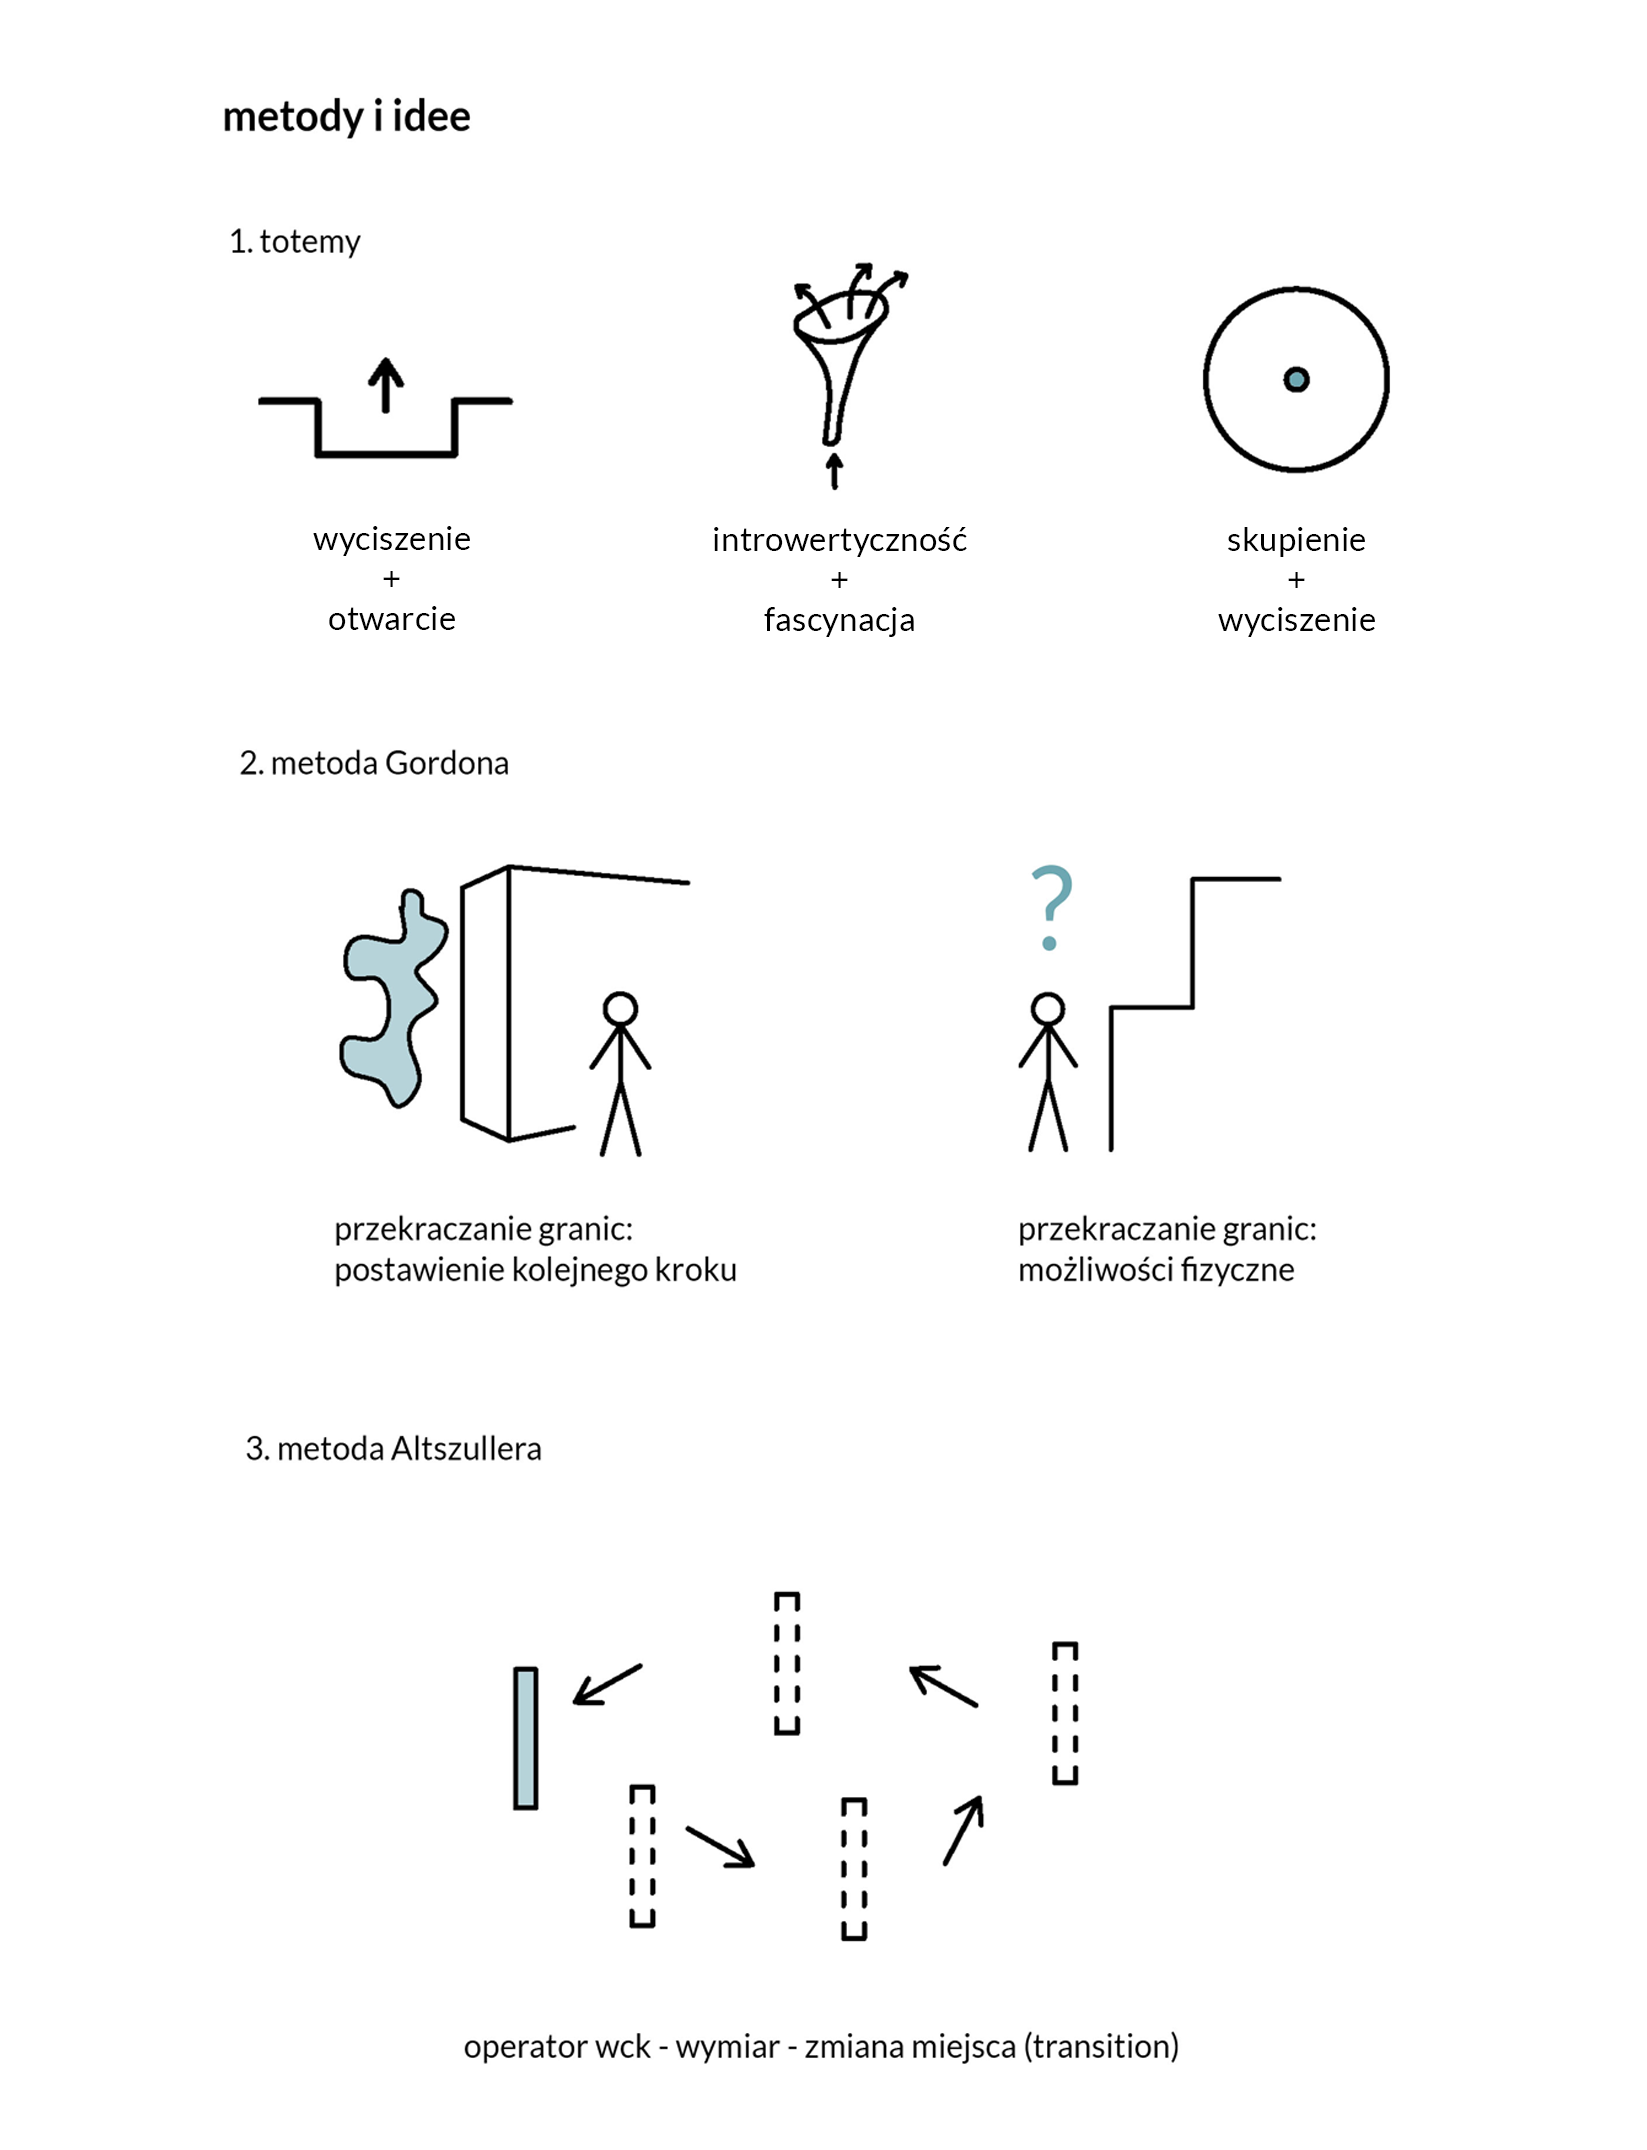 metody i idee
1. totemy
wyciszenie
+
otwarcie
introwertyczność
+
fascynacja
skupienie
+
wyciszenie
2. metoda Gordona
?
przekraczanie granic:
postawienie kolejnego kroku
przekraczanie granic:
możliwości fizyczne
3. metoda Altszullera
operator wck - wymiar - zmiana miejsca (transition)